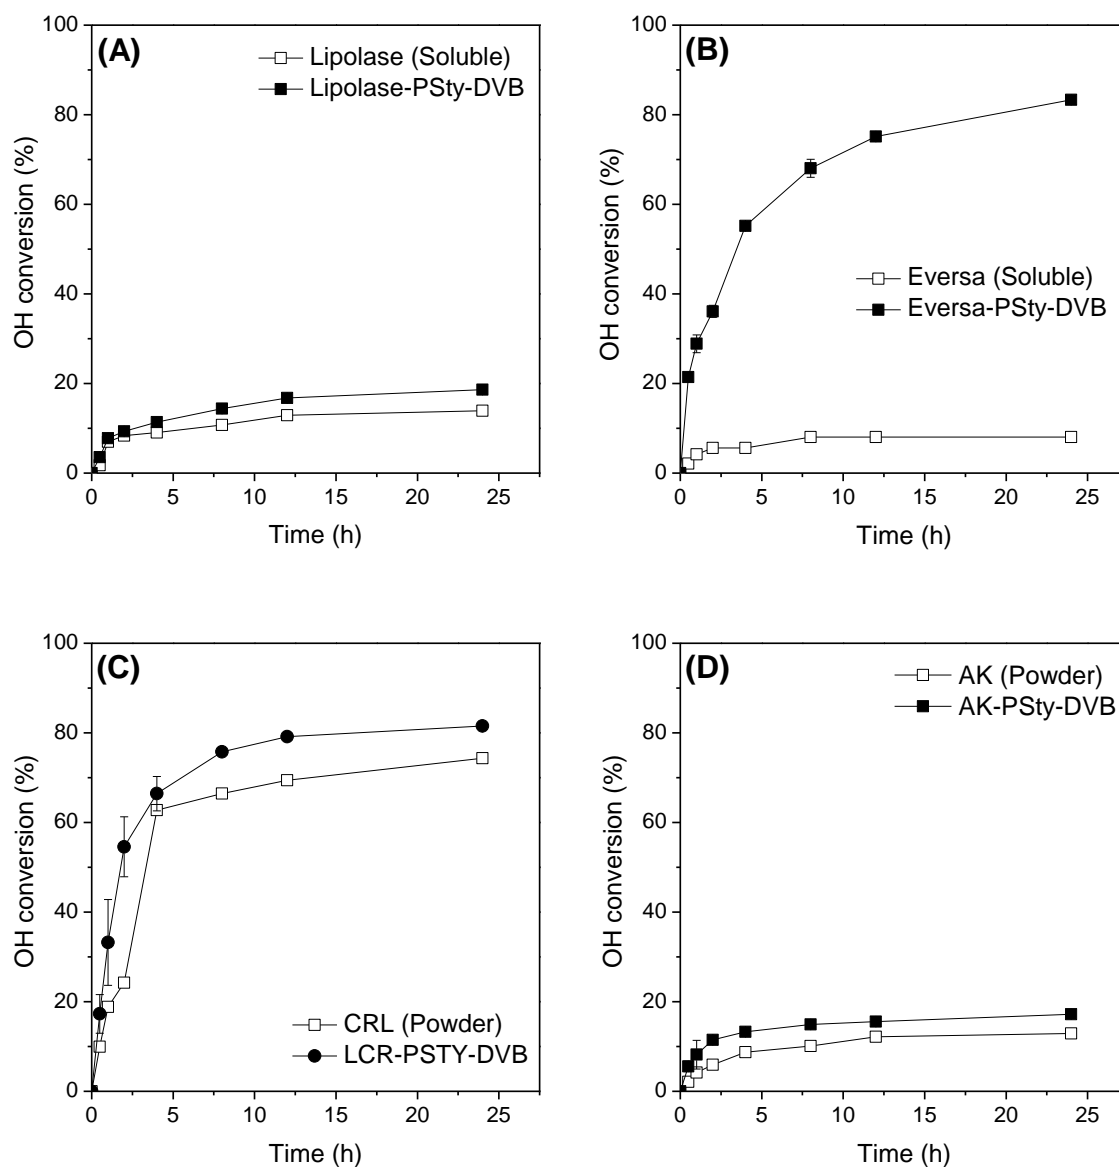 (A)
Lipolase (Soluble)
Lipolase-PSty-DVB
OH conversion (%)
100
80
60
40
20
0
0 5 10 15 20 25
Time (h)
(B)
Eversa (Soluble)
Eversa-PSty-DVB
OH conversion (%)
100
80
60
40
20
0
0 5 10 15 20 25
Time (h)
(C)
CRL (Powder)
LCR-PSTY-DVB
OH conversion (%)
100
80
60
40
20
0
0 5 10 15 20 25
Time (h)
(D)
AK (Powder)
AK-PSty-DVB
OH conversion (%)
100
80
60
40
20
0
0 5 10 15 20 25
Time (h)